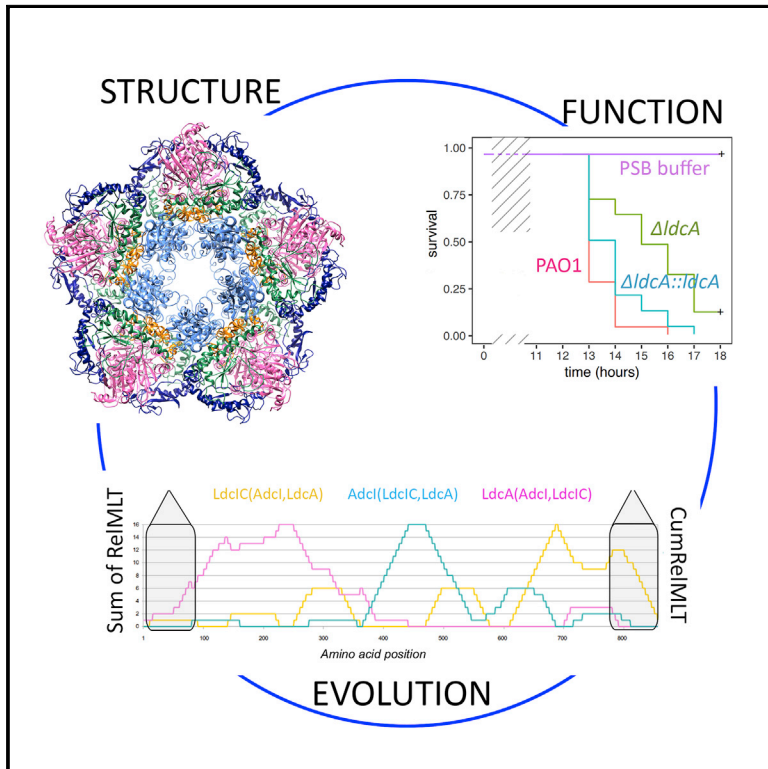 STRUCTURE
FUNCTION
1.00
0.75
0.50
0.25
0.00
survival
PSB buffer
ΔldcA
PAO1
ΔldcA::ldcA
0 11 12 13 14 15 16 17 18
time (hours)
LdcIC(AdcI,LdcA) AdcI(LdcIC,LdcA) LdcA(AdcI,LdcIC)
Sum of RelMLT
16
14
12
10
8
6
4
2
0
1 100 200 300 400 500 600 700 800
Amino acid position
CumRelMLT
EVOLUTION